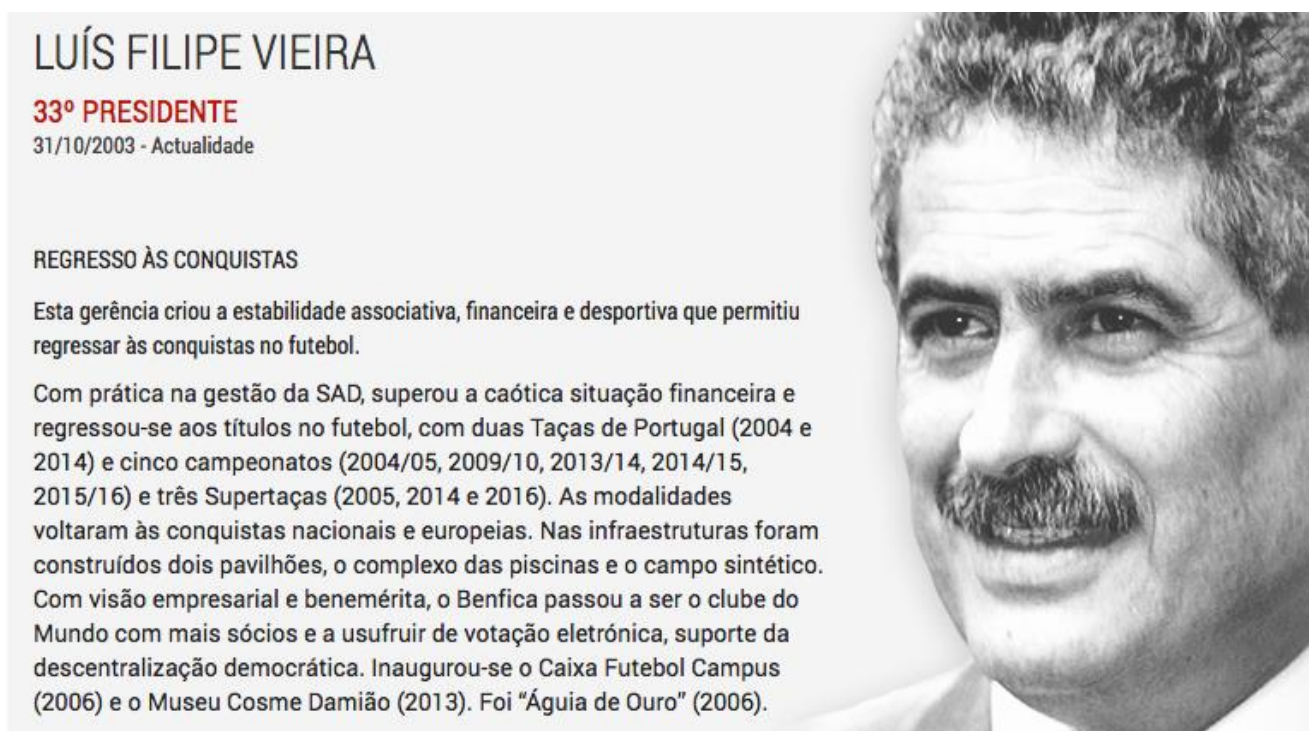 LUÍS FILIPE VIEIRA
33º PRESIDENTE
31/10/2003 - Actualidade
REGRESSO ÀS CONQUISTAS
Esta gerência criou a estabilidade associativa, financeira e desportiva que permitiu
regressar às conquistas no futebol.
Com prática na gestão da SAD, superou a caótica situação financeira e
regressou-se aos títulos no futebol, com duas Taças de Portugal (2004 e
2014) e cinco campeonatos (2004/05, 2009/10, 2013/14, 2014/15,
2015/16) e três Supertaças (2005, 2014 e 2016). As modalidades
voltaram às conquistas nacionais e europeias. Nas infraestruturas foram
construídos dois pavilhões, o complexo das piscinas e o campo sintético.
Com visão empresarial e benemérita, o Benfica passou a ser o clube do
Mundo com mais sócios e a usufruir de votação eletrónica, suporte da
descentralização democrática. Inaugurou-se o Caixa Futebol Campus
(2006) e o Museu Cosme Damião (2013). Foi “Águia de Ouro” (2006).